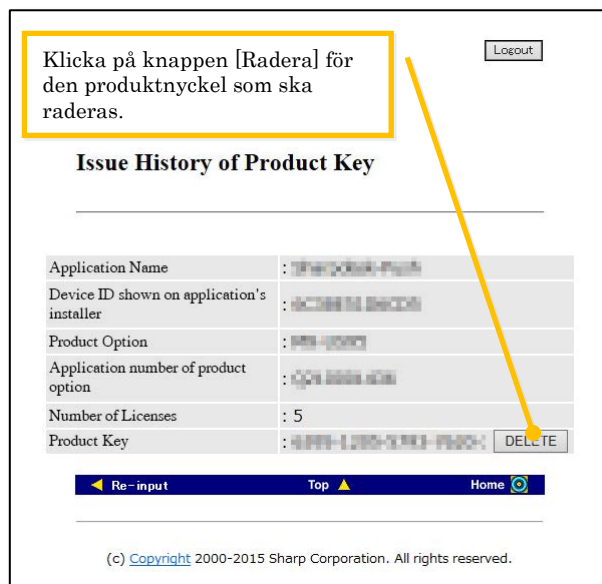 Klicka på knappen [Radera] för
den produktnyckel som ska
raderas.
Logout
Issue History of Product Key
Application Name :
Device ID shown on application's
installer :
Product Option :
Application number of product
option :
Number of Licenses : 5
Product Key : DELETE
Re-input Top Home
(c) Copyright 2000-2015 Sharp Corporation. All rights reserved.